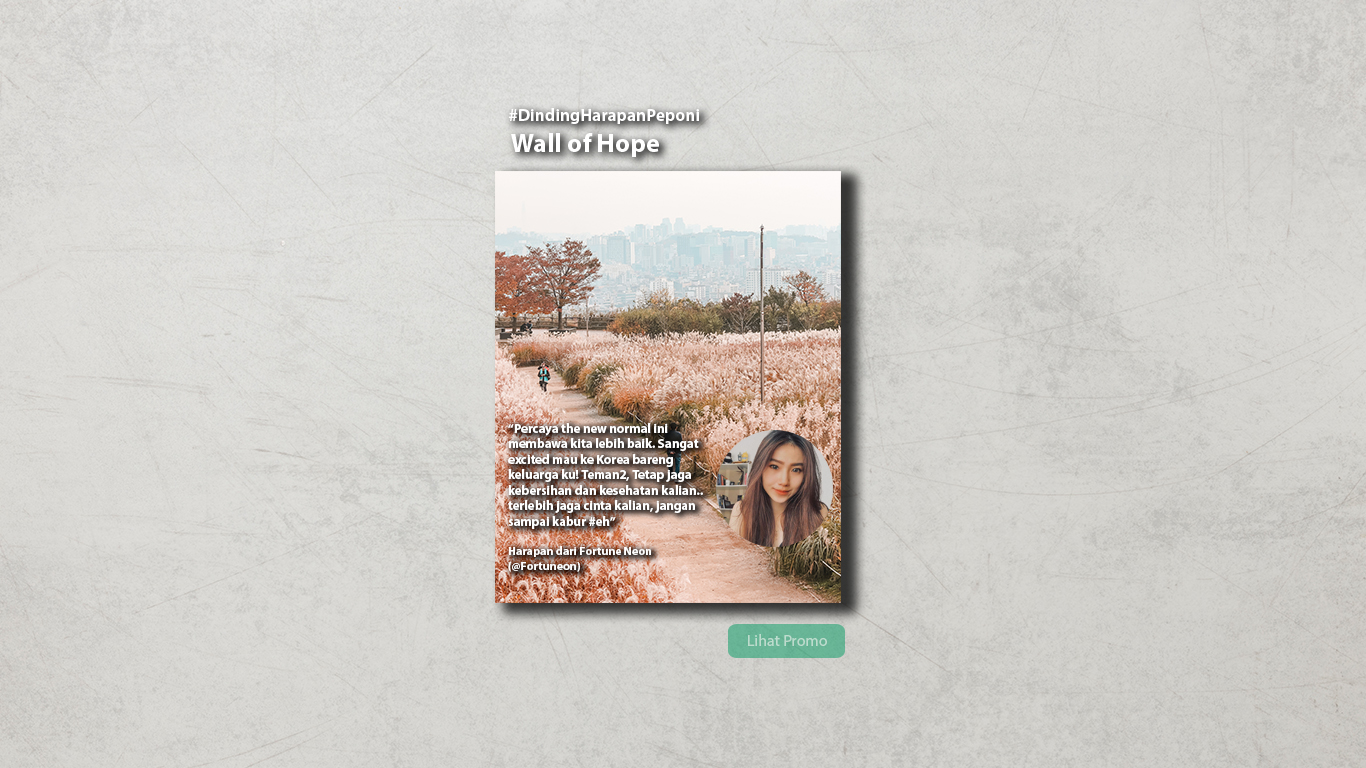 #DindingHarapanPeponi
Wall of Hope
“Percaya the new normal ini
membawa kita lebih baik. Sangat
excited mau ke Korea bareng
keluarga ku! Teman2, Tetap jaga
kebersihan dan kesehatan kalian..
terlebih jaga cinta kalian, jangan
sampai kabur #eh”
Harapan dari Fortune Neon
(@Fortuneon)
Lihat Promo